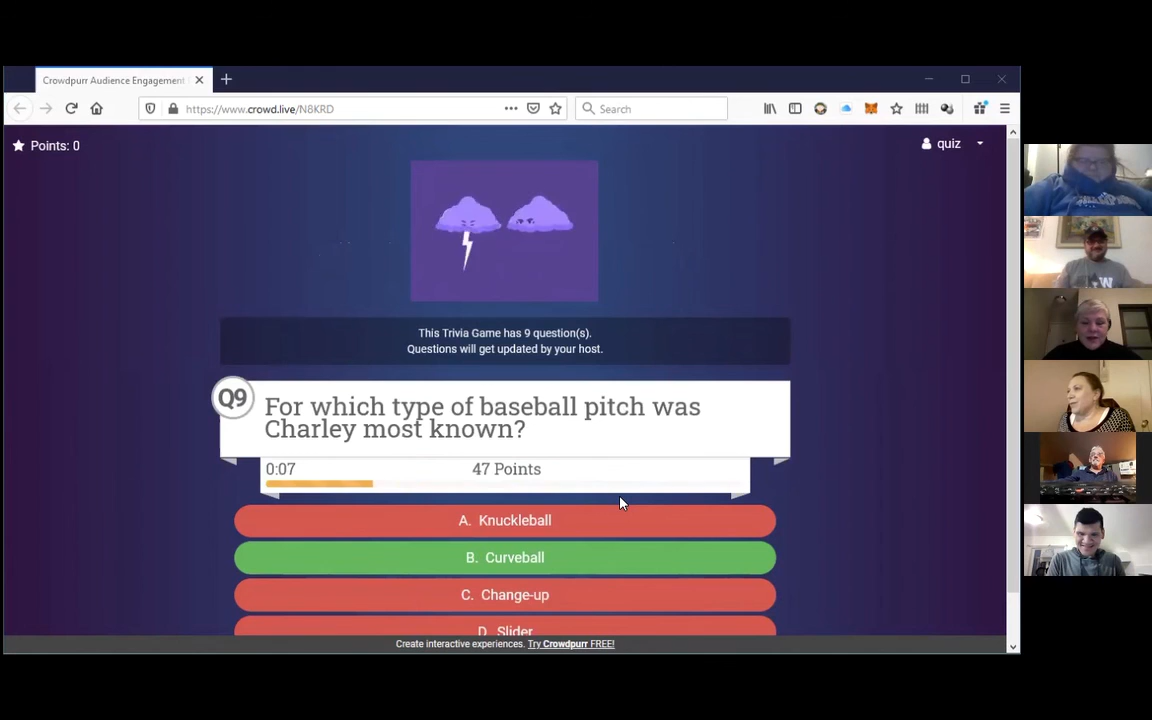 Crowdpurr Audience Engagement
https://www.crowd.live/N8KRD
Search
Points: 0
quiz
This Trivia Game has 9 question(s).
Questions will get updated by your host.
Q9
For which type of baseball pitch was
Charley most known?
0:07
47 Points
A. Knuckleball
B. Curveball
C. Change-up
D. Slider
Create interactive experiences. Try Crowdpurr FREE!